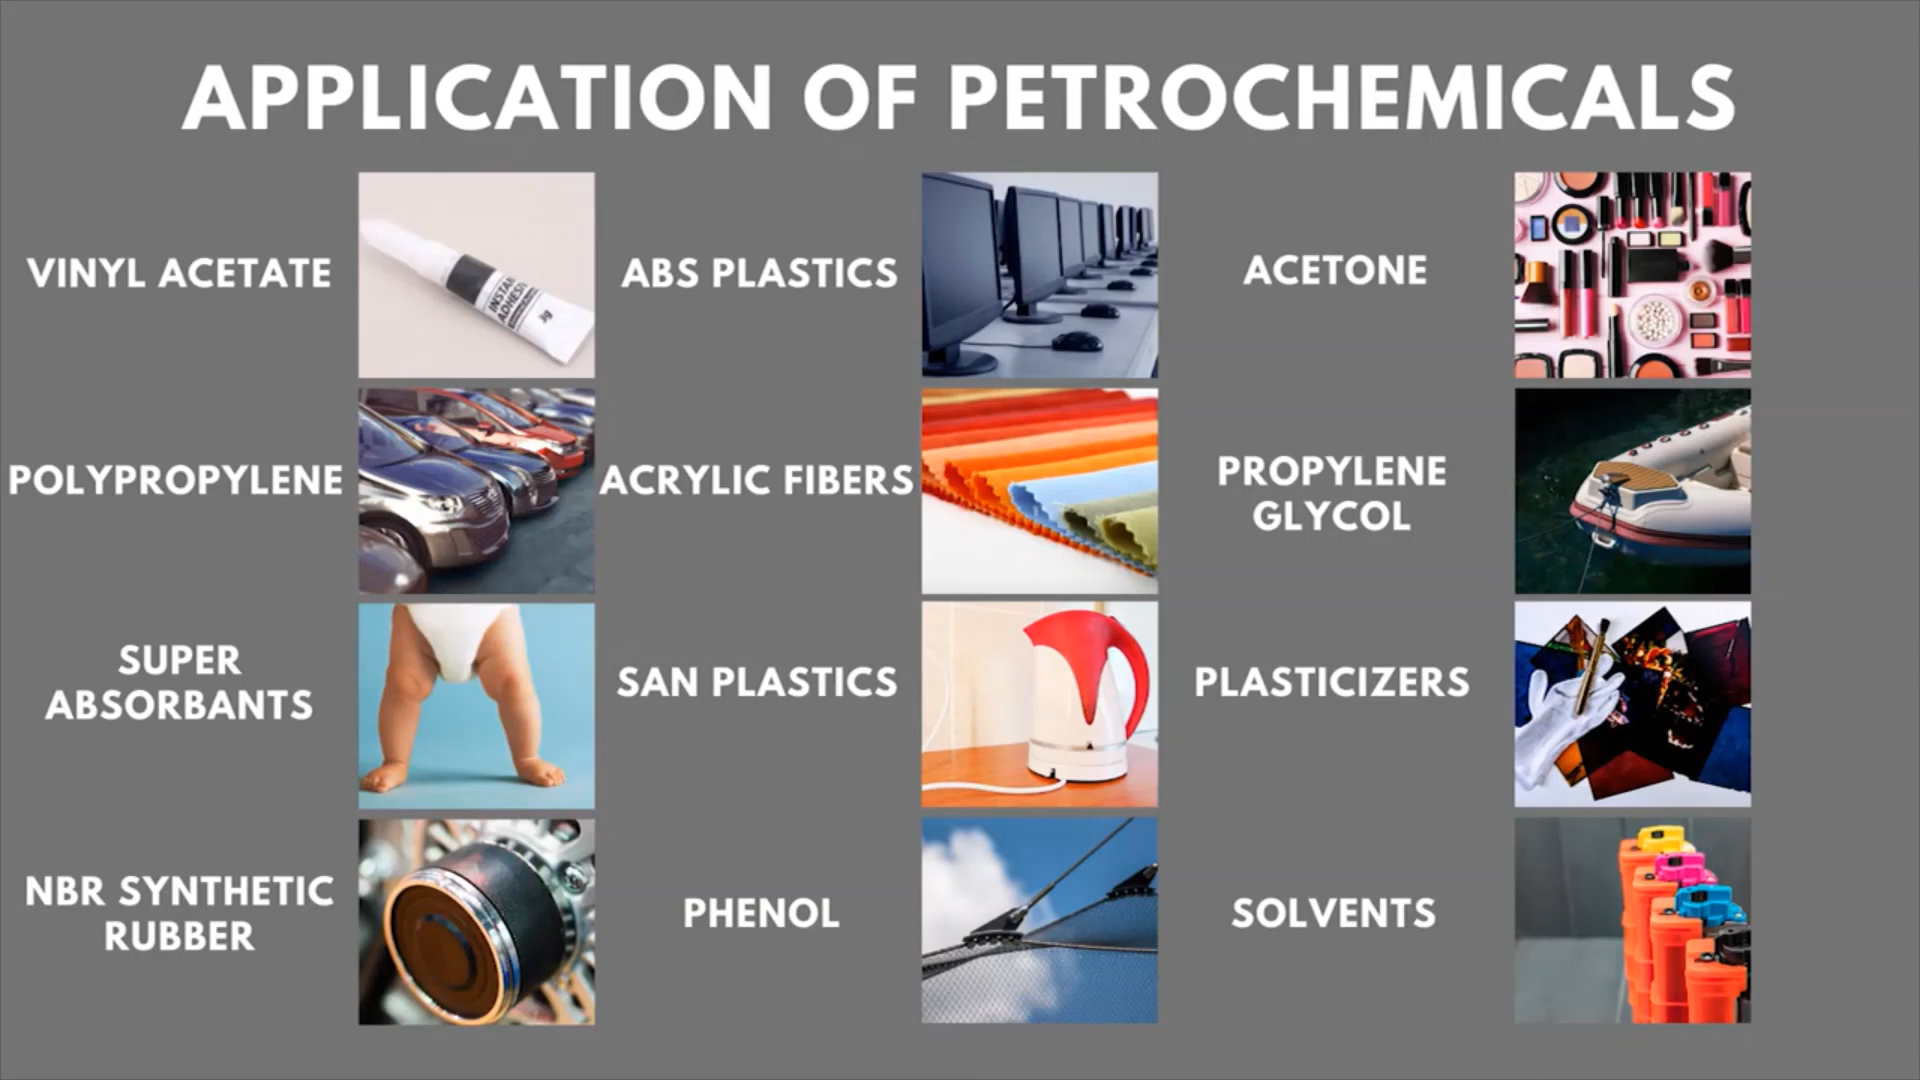 APPLICATION OF PETROCHEMICALS
VINYL ACETATE
ABS PLASTICS
ACETONE
POLYPROPYLENE
ACRYLIC FIBERS
PROPYLENE
GLYCOL
SUPER
ABSORBANTS
SAN PLASTICS
PLASTICIZERS
NBR SYNTHETIC
RUBBER
PHENOL
SOLVENTS
3g